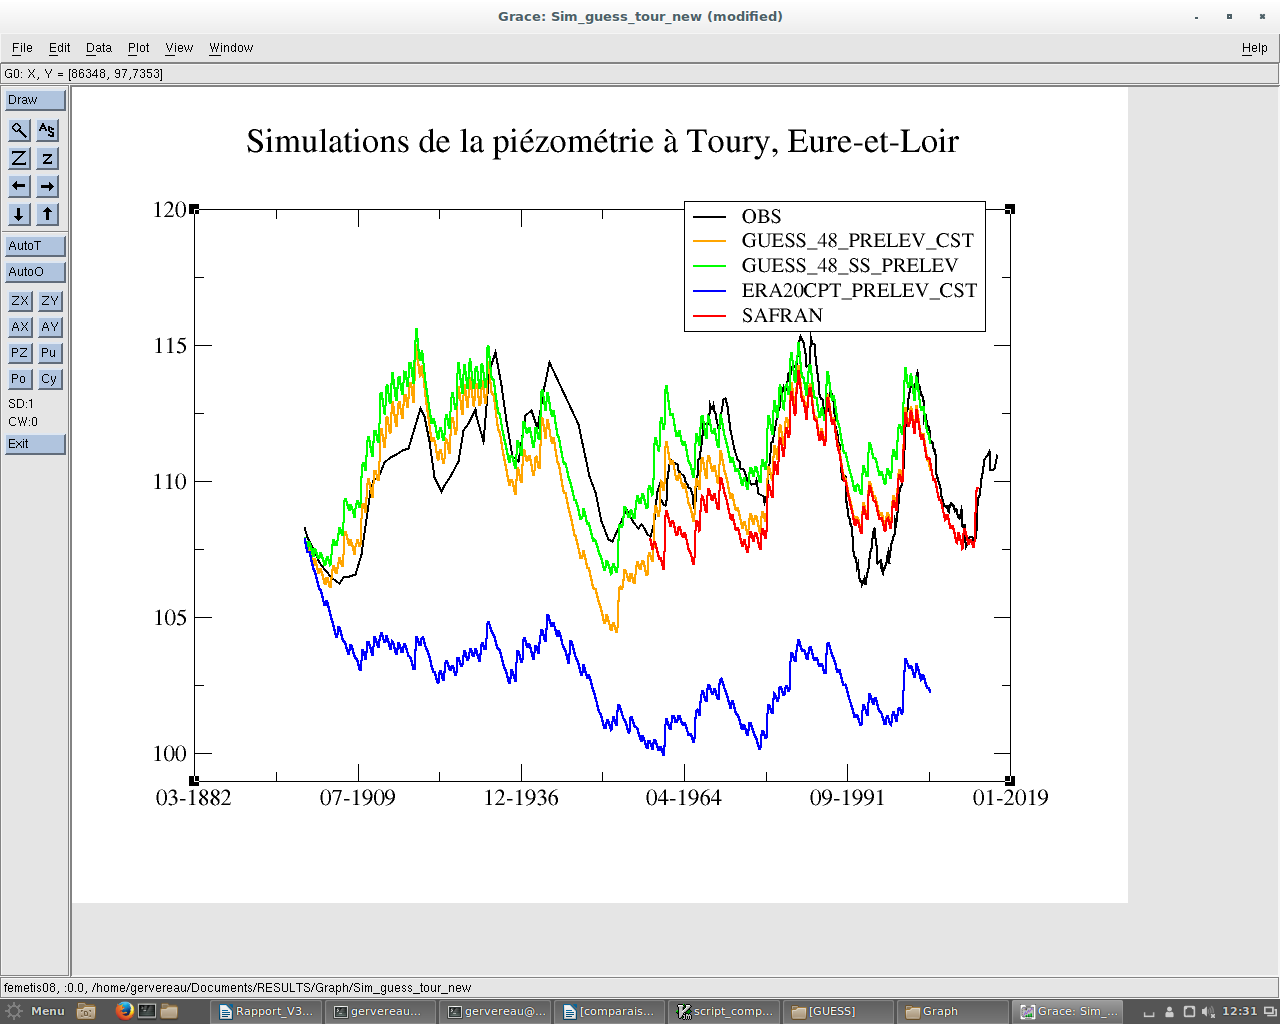 Grace: Sim_guess_tour_new (modified)
File Edit Data Plot View Window Help
G0: X, Y = [86348, 97,7353]
Draw
AS
Z z
AutoT
AutoO
ZX ZY
AX AY
PZ Pu
Po Cy
SD:1
CW:0
Exit
Simulations de la piézométrie à Toury, Eure-et-Loir
OBS
GUESS_48_PRELEV_CST
GUESS_48_SS_PRELEV
ERA20CPT_PRELEV_CST
SAFRAN
120
115
110
105
100
03-1882 07-1909 12-1936 04-1964 09-1991 01-2019
femetis08, :0.0, /home/gervereau/Documents/RESULTS/Graph/Sim_guess_tour_new
Menu Rapport_V3... gervereau... gervereau@... [comparais... script_comp... [GUESS] Graph Grace: Sim_... 12:31